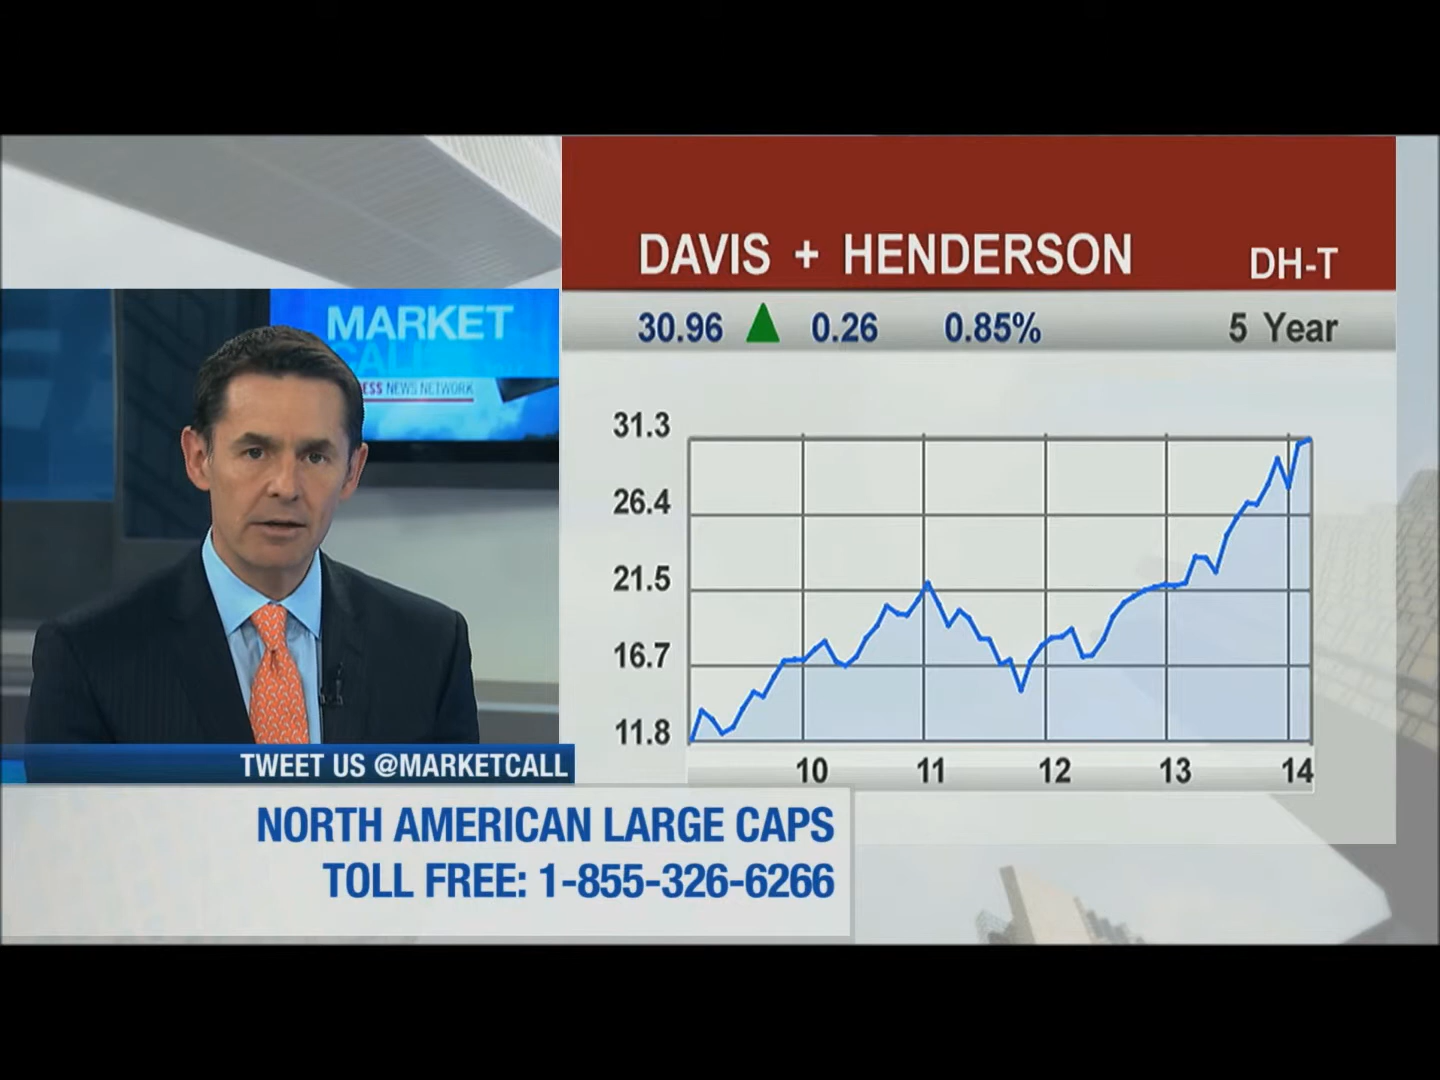 DAVIS + HENDERSON DH-T
30.96 ▲ 0.26 0.85% 5 Year
MARKET
CALL
ESS NEWS NETWORK
31.3
26.4
21.5
16.7
11.8
10 11 12 13 14
TWEET US @MARKETCALL
NORTH AMERICAN LARGE CAPS
TOLL FREE: 1-855-326-6266